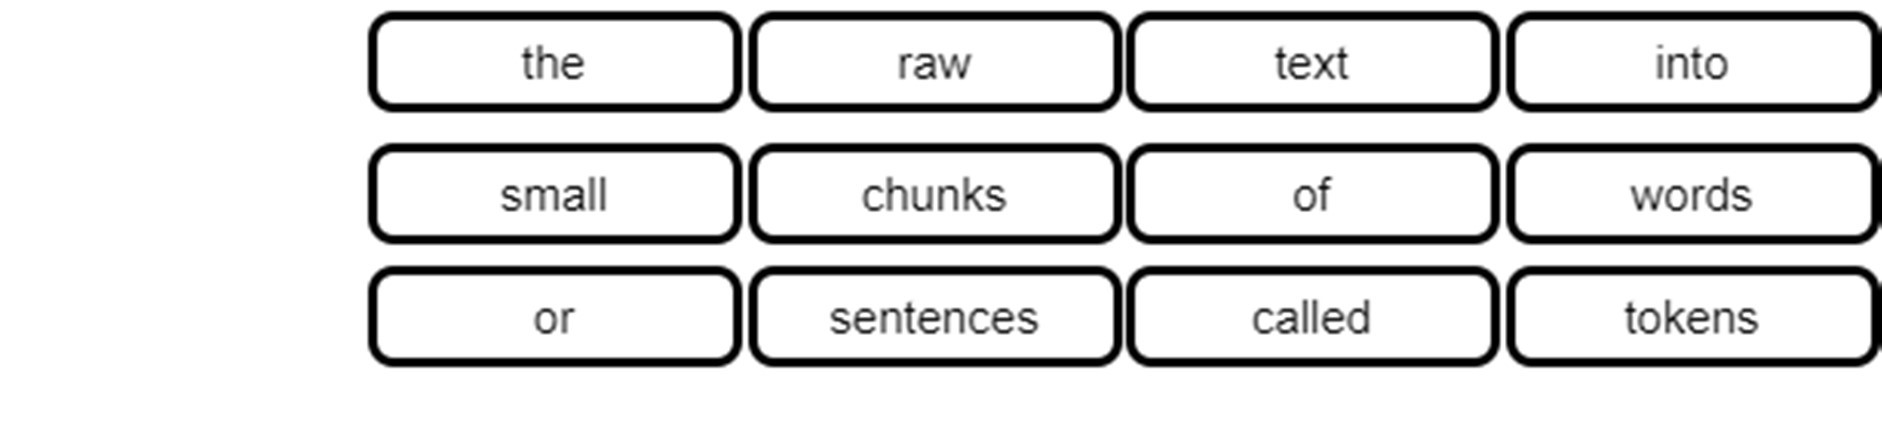 the raw text into
small chunks of words
or sentences called tokens